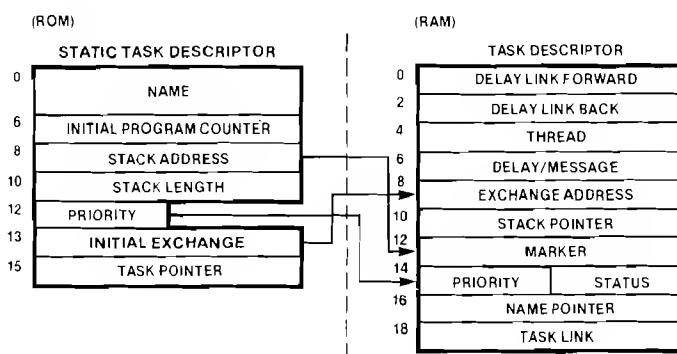 (ROM)
STATIC TASK DESCRIPTOR
0
NAME
6
INITIAL PROGRAM COUNTER
8
STACK ADDRESS
10
STACK LENGTH
12
PRIORITY
13
INITIAL EXCHANGE
15
TASK POINTER
(RAM)
TASK DESCRIPTOR
0
DELAY LINK FORWARD
2
DELAY LINK BACK
4
THREAD
6
DELAY/MESSAGE
8
EXCHANGE ADDRESS
10
STACK POINTER
12
MARKER
14
PRIORITY STATUS
16
NAME POINTER
18
TASK LINK